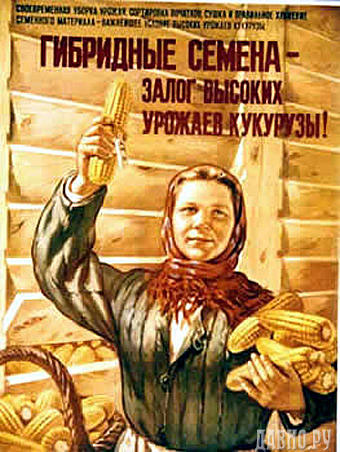 СВОЕВРЕМЕННАЯ УБОРКА УРОЖАЯ, СОРТИРОВКА ПОЧАТКОВ, СУШКА И ПРАВИЛЬНОЕ ХРАНЕНИЕ
СЕМЕННОГО МАТЕРИАЛА – ВАЖНЕЙШЕЕ УСЛОВИЕ ВЫСОКИХ УРОЖАЕВ КУКУРУЗЫ.
ГИБРИДНЫЕ СЕМЕНА –
ЗАЛОГ ВЫСОКИХ
УРОЖАЕВ КУКУРУЗЫ!
ДАВНО.РУ